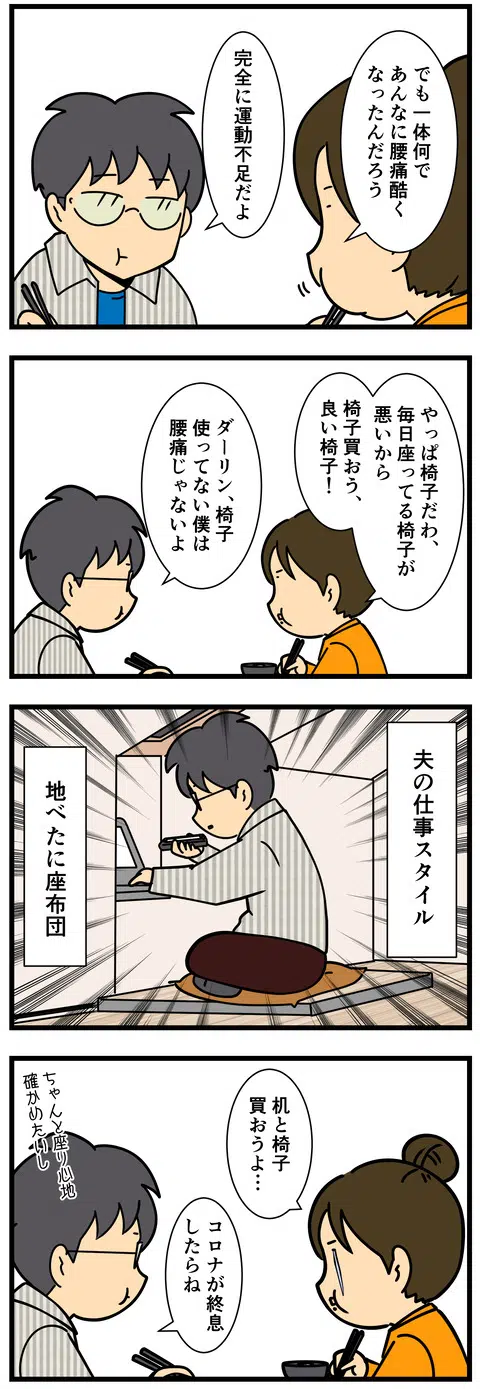 でも一体何で
あんなに腰痛酷く
なったんだろう
完全に運動不足だよ
やっぱ椅子だわ、
毎日座ってる椅子が
悪いから
椅子買おう、
良い椅子！
ダーリン、椅子
使ってない僕は
腰痛じゃないよ
夫の仕事スタイル
地べたに座布団
机と椅子
買おうよ…
コロナが終息
したらね
ちゃんと座り心地
確かめたいし